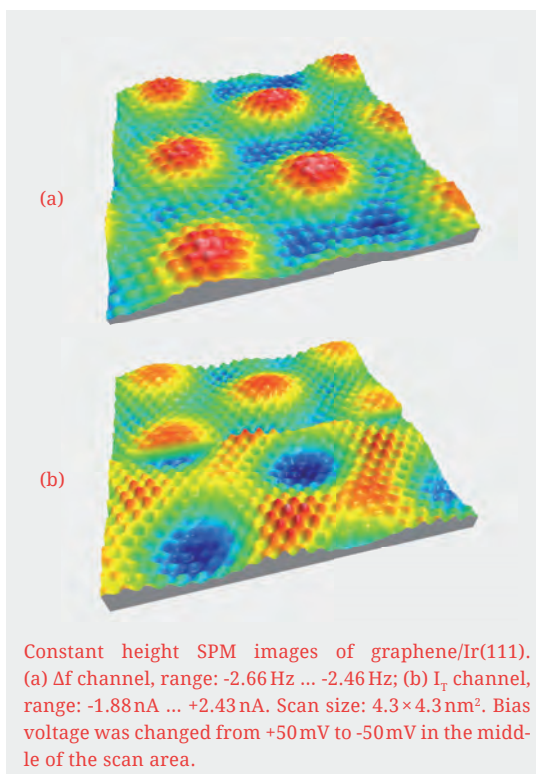 (a)
(b)
Constant height SPM images of graphene/Ir(111).
(a) Δf channel, range: -2.66 Hz ... -2.46 Hz; (b) I_T channel,
range: -1.88 nA ... +2.43 nA. Scan size: 4.3 × 4.3 nm². Bias
voltage was changed from +50 mV to -50 mV in the midd-
le of the scan area.